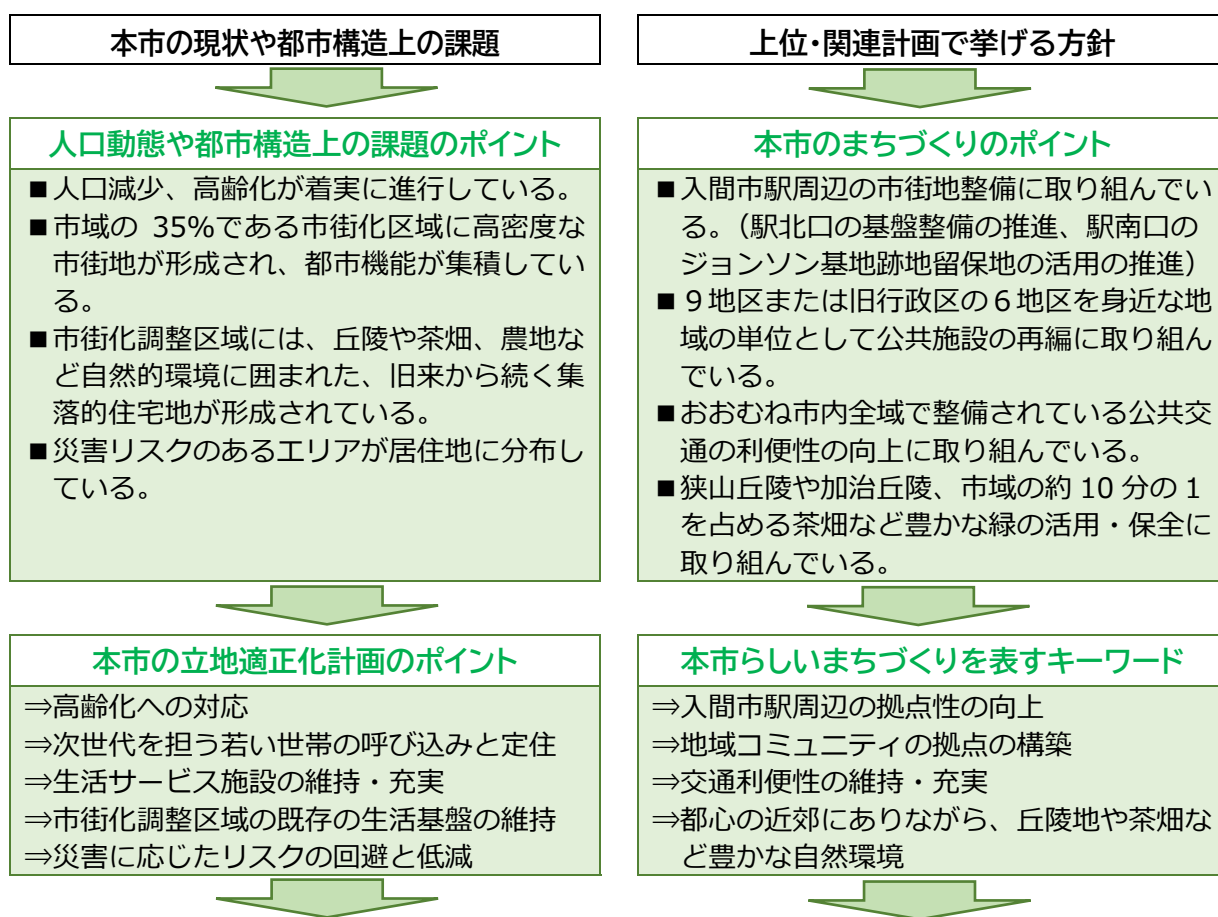 本市の現状や都市構造上の課題
人口動態や都市構造上の課題のポイント
■人口減少、高齢化が着実に進行している。
■市域の 35%である市街化区域に高密度な
市街地が形成され、都市機能が集積してい
る。
■市街化調整区域には、丘陵や茶畑、農地な
ど自然的環境に囲まれた、旧来から続く集
落的住宅地が形成されている。
■災害リスクのあるエリアが居住地に分布し
ている。
本市の立地適正化計画のポイント
⇒高齢化への対応
⇒次世代を担う若い世帯の呼び込みと定住
⇒生活サービス施設の維持・充実
⇒市街化調整区域の既存の生活基盤の維持
⇒災害に応じたリスクの回避と低減
上位・関連計画で挙げる方針
本市のまちづくりのポイント
■入間市駅周辺の市街地整備に取り組んでい
る。（駅北口の基盤整備の推進、駅南口の
ジョンソン基地跡地留保地の活用の推進）
■９地区または旧行政区の６地区を身近な地
域の単位として公共施設の再編に取り組ん
でいる。
■おおむね市内全域で整備されている公共交
通の利便性の向上に取り組んでいる。
■狭山丘陵や加治丘陵、市域の約 10 分の 1
を占める茶畑など豊かな緑の活用・保全に
取り組んでいる。
本市らしいまちづくりを表すキーワード
⇒入間市駅周辺の拠点性の向上
⇒地域コミュニティの拠点の構築
⇒交通利便性の維持・充実
⇒都心の近郊にありながら、丘陵地や茶畑な
ど豊かな自然環境